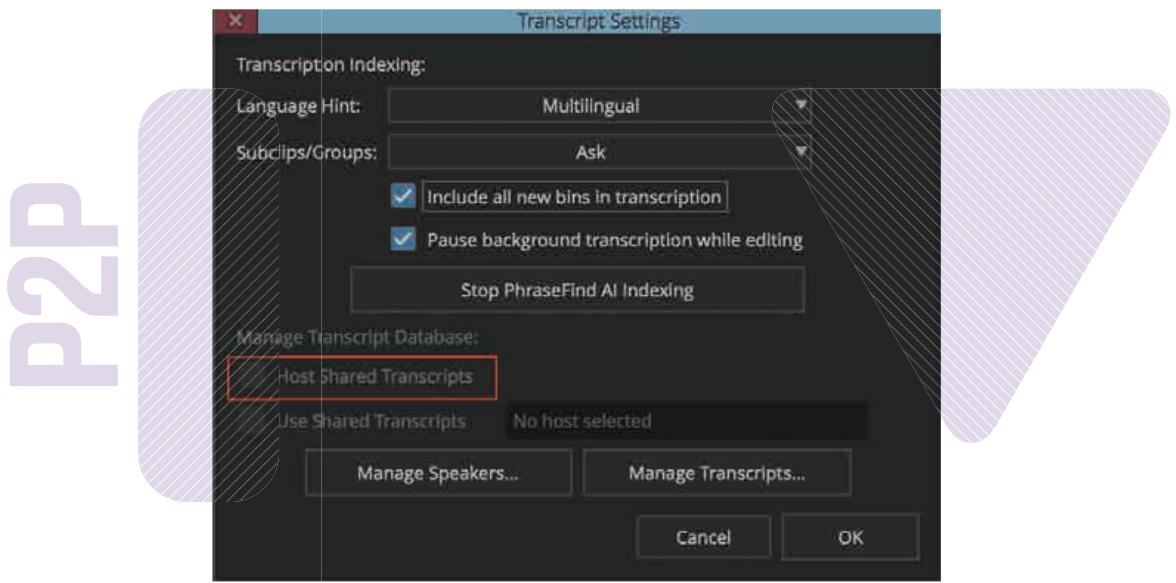 Transcript Settings
Transcription Indexing:
Language Hint: Multilingual
Subclips/Groups: Ask
Include all new bins in transcription
Pause background transcription while editing
Stop PhraseFind AI Indexing
Manage Transcript Database:
Host Shared Transcripts
Use Shared Transcripts No host selected
Manage Speakers... Manage Transcripts...
Cancel OK
P2P